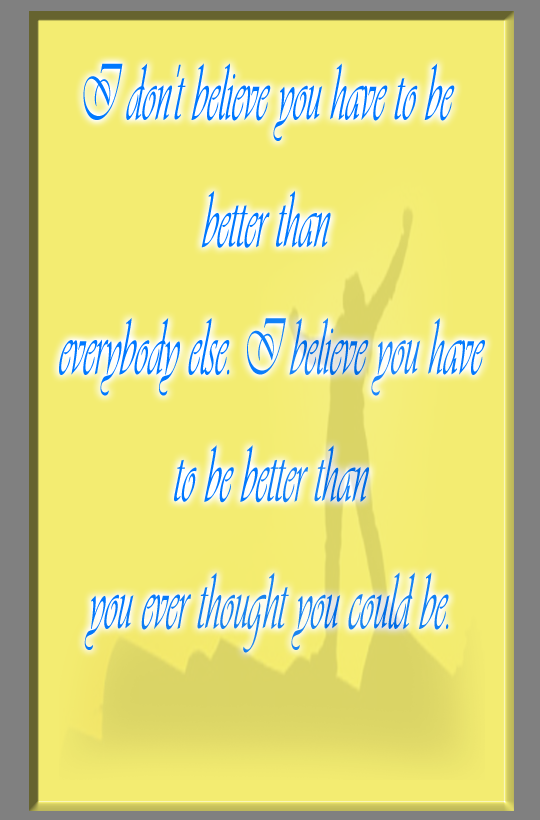 I don't believe you have to be
better than
everybody else. I believe you have
to be better than
you ever thought you could be.